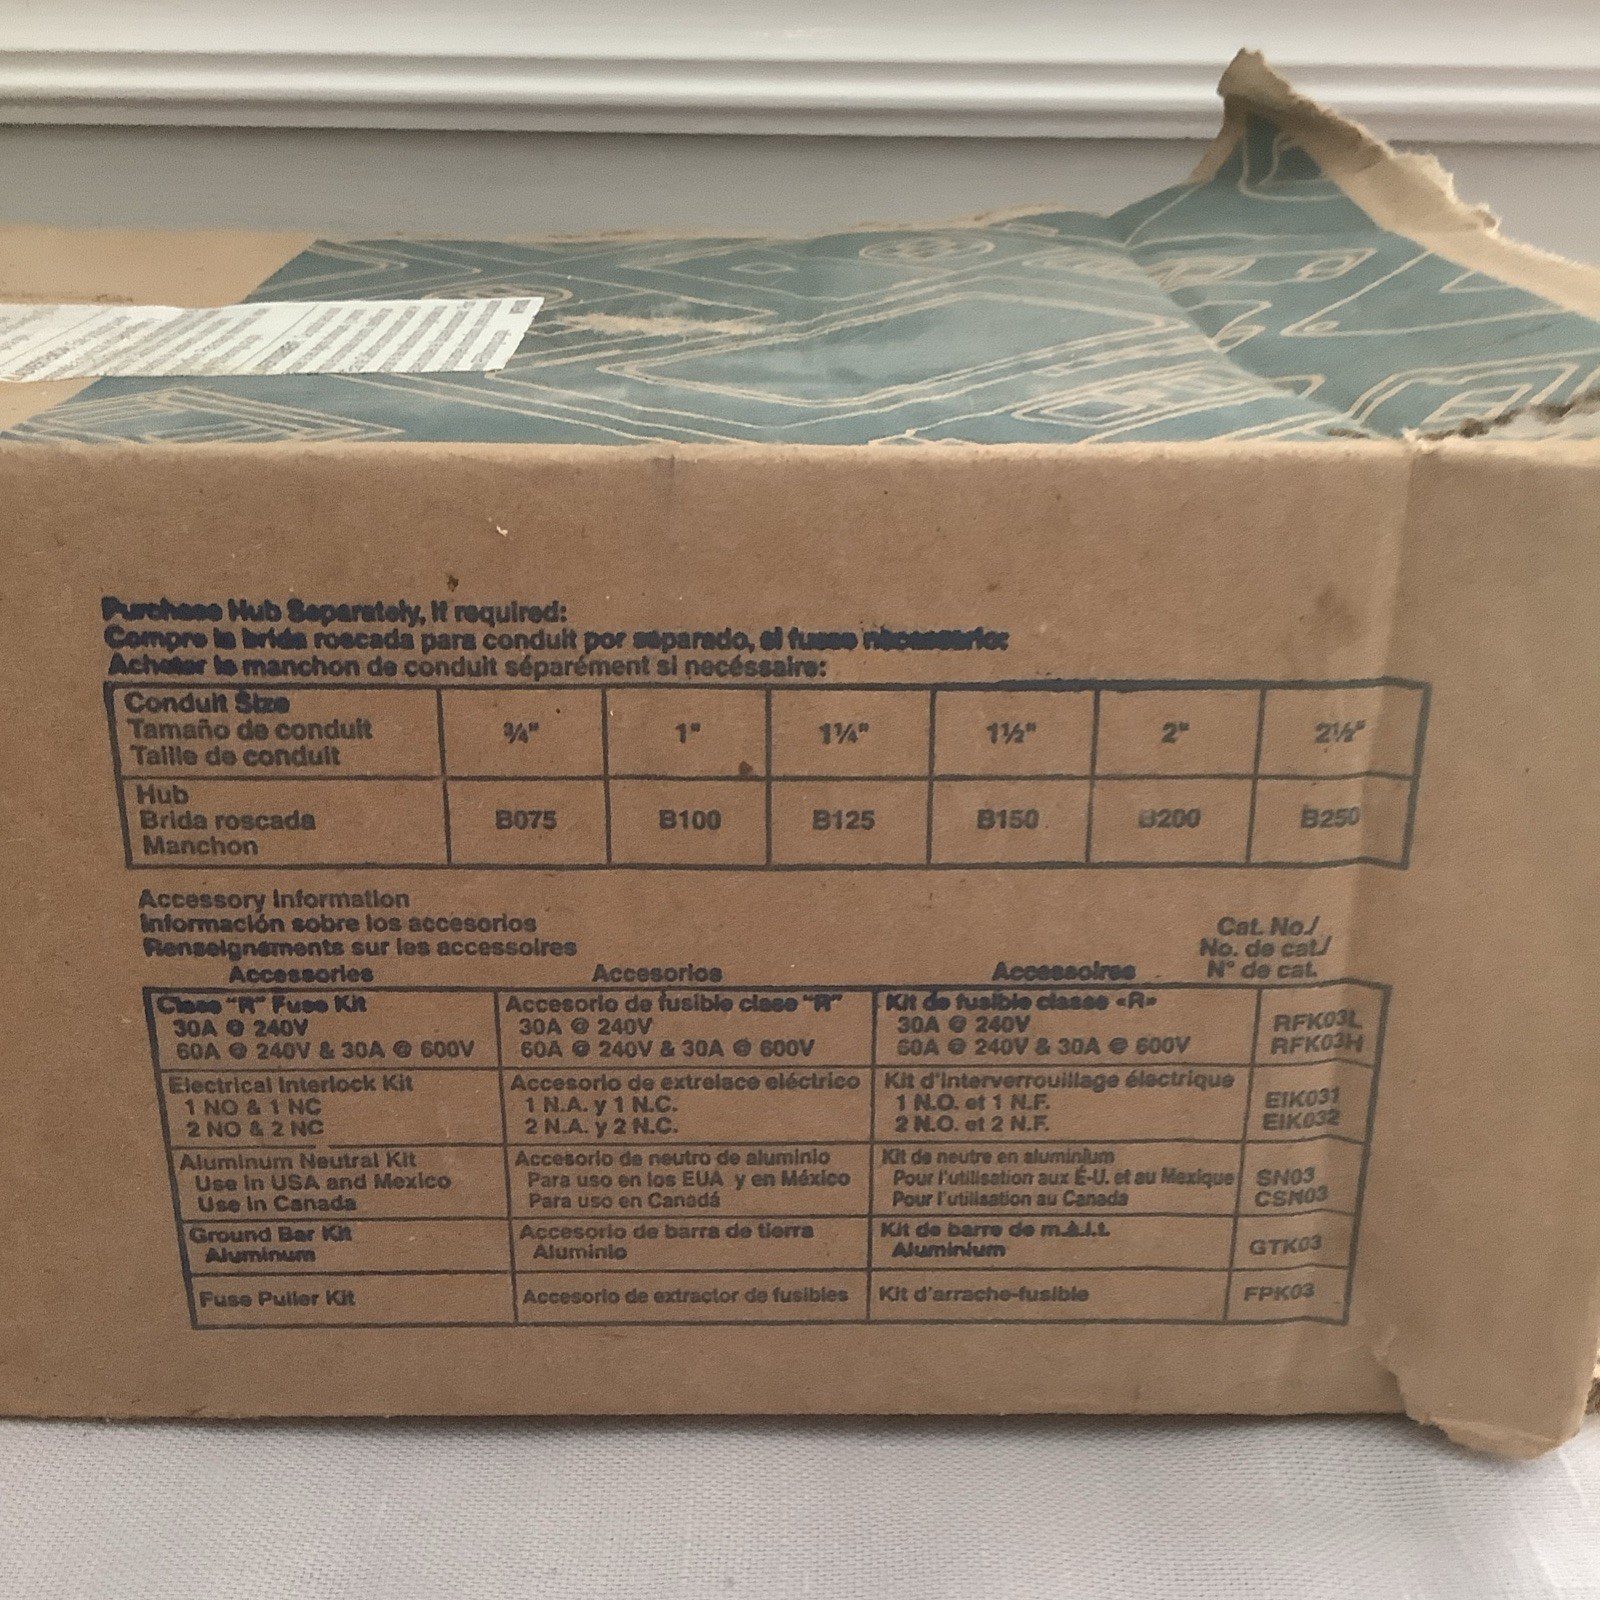 Purchase Hub Separately, if required:
Compre la brida roscada para conduit por separado, si fuese necessario:
Acheter le manchon de conduit séparément si necéssaire:
Conduit Size
Tamaño de conduit
Taille de conduit
¾" 1" 1¼" 1½" 2" 2½"
Hub
Brida roscada
Manchon
B075 B100 B125 B150 B200 B250
Accessory Information
Información sobre los accesorios
Renseignements sur les accessoires
Cat. No./
No. de cat./
N° de cat.
Accessories Accesorios Accessoires
Class "R" Fuse Kit
30A @ 240V
60A @ 240V & 30A @ 600V
Accesorio de fusible clase "R"
30A @ 240V
60A @ 240V & 30A @ 600V
Kit de fusible classe «R»
30A @ 240V
60A @ 240V & 30A @ 600V
RFK03L
RFK03H
Electrical Interlock Kit
1 NO & 1 NC
2 NO & 2 NC
Accesorio de extrelace eléctrico
1 N.A. y 1 N.C.
2 N.A. y 2 N.C.
Kit d'interverrouillage électrique
1 N.O. et 1 N.F.
2 N.O. et 2 N.F.
EIK031
EIK032
Aluminum Neutral Kit
Use in USA and Mexico
Use in Canada
Accesorio de neutro de aluminio
Para uso en los EUA y en México
Para uso en Canadá
Kit de neutre en aluminium
Pour l'utilisation aux É-U. et au Mexique
Pour l'utilisation au Canada
SN03
CSN03
Ground Bar Kit
Aluminum
Accesorio de barra de tierra
Aluminio
Kit de barre de m.à.l.t.
Aluminium
GTK03
Fuse Puller Kit
Accesorio de extractor de fusibles
Kit d'arrache-fusible
FPK03